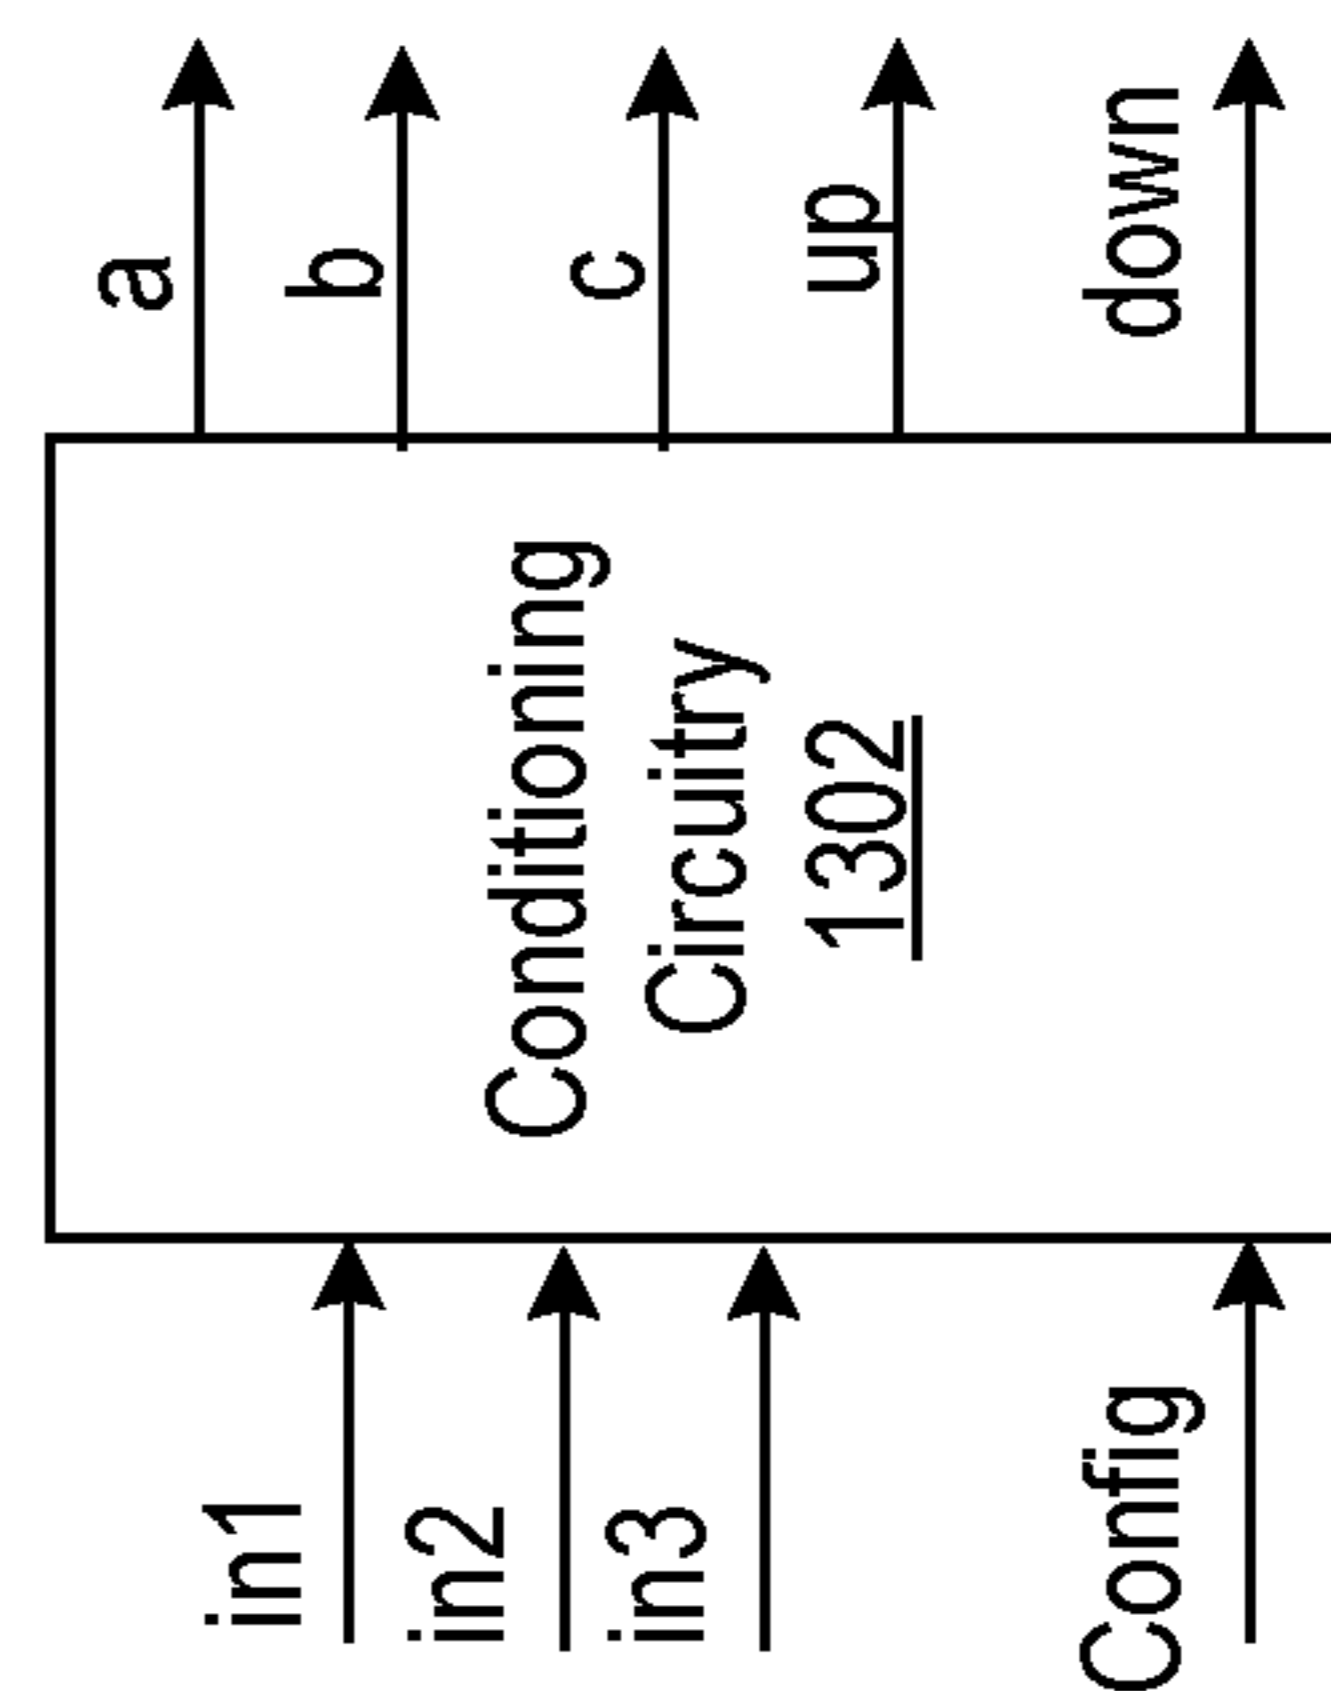 in1
in2
in3
Config
Conditioning
Circuitry
1302
a
b
c
up
down